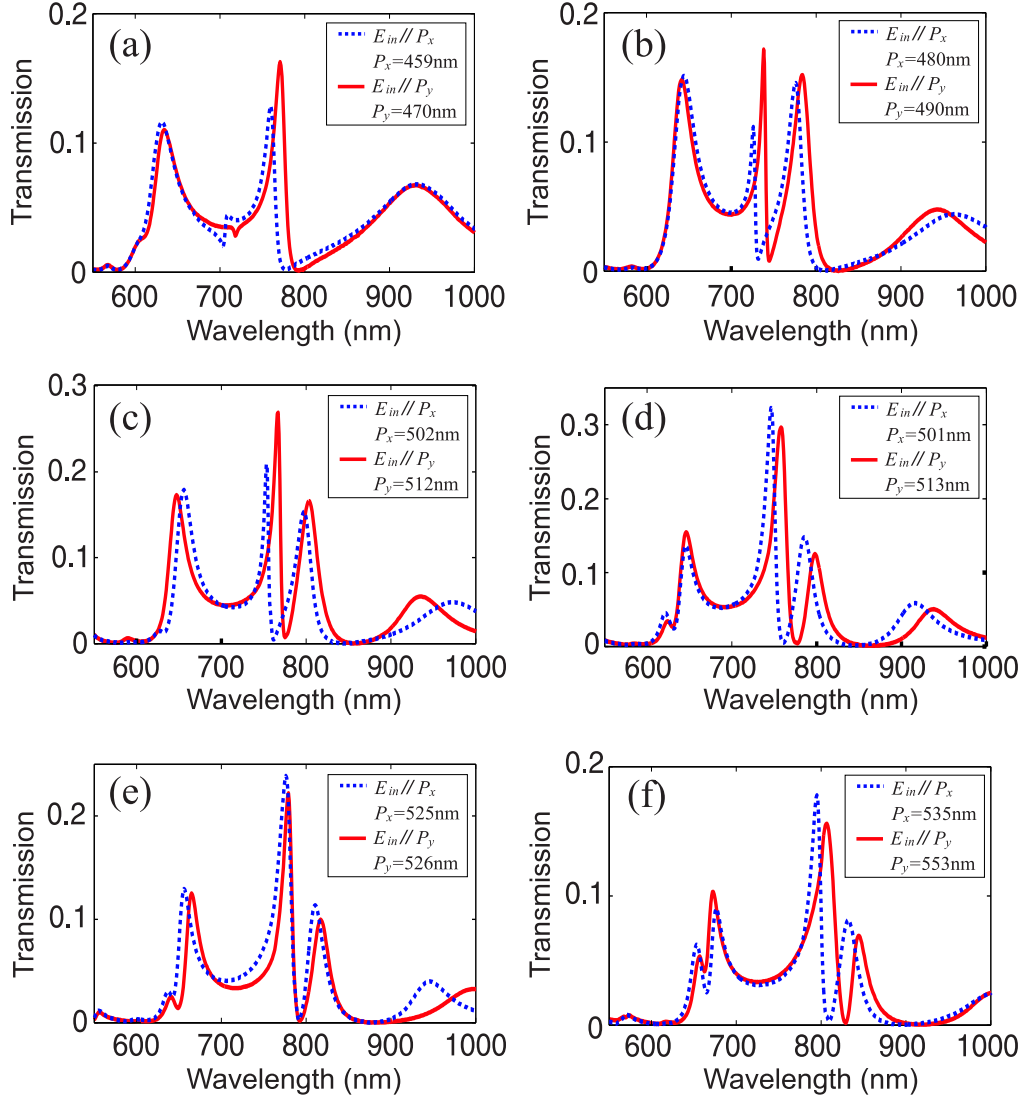 (a)
Transmission
0.2
0.1
0
600 700 800 900 1000
Wavelength (nm)
E_in // P_x
P_x=459nm
E_in // P_y
P_y=470nm
(b)
Transmission
0.2
0.1
0
600 700 800 900 1000
Wavelength (nm)
E_in // P_x
P_x=480nm
E_in // P_y
P_y=490nm
(c)
Transmission
0.3
0.2
0.1
0
600 700 800 900 1000
Wavelength (nm)
E_in // P_x
P_x=502nm
E_in // P_y
P_y=512nm
(d)
Transmission
0.3
0.2
0.1
0
600 700 800 900 1000
Wavelength (nm)
E_in // P_x
P_x=501nm
E_in // P_y
P_y=513nm
(e)
Transmission
0.2
0.1
0
600 700 800 900 1000
Wavelength (nm)
E_in // P_x
P_x=525nm
E_in // P_y
P_y=526nm
(f)
Transmission
0.2
0.1
0
600 700 800 900 1000
Wavelength (nm)
E_in // P_x
P_x=535nm
E_in // P_y
P_y=553nm